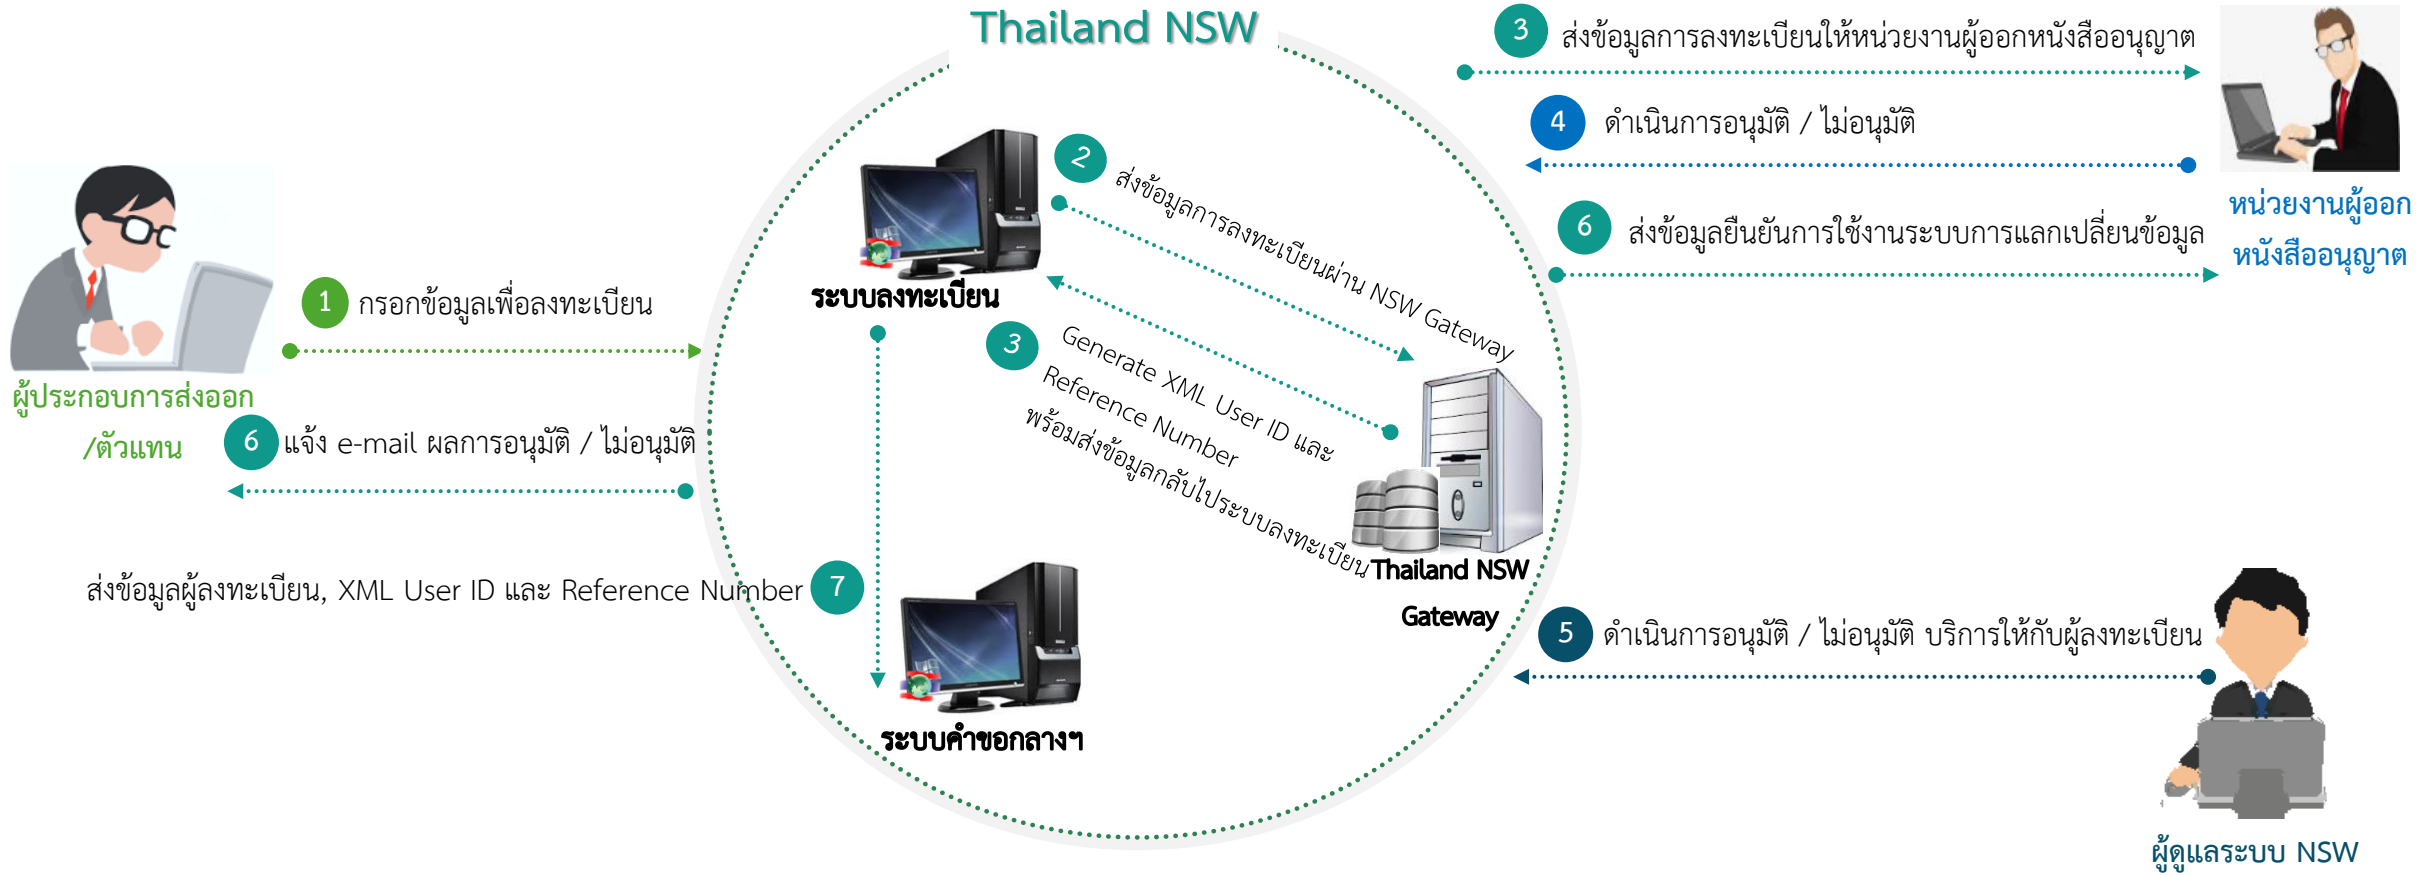 Thailand NSW
3 ส่งข้อมูลการลงทะเบียนให้หน่วยงานผู้ออกหนังสืออนุญาต
4 ดำเนินการอนุมัติ / ไม่อนุมัติ
หน่วยงานผู้ออก
หนังสืออนุญาต
6 ส่งข้อมูลยืนยันการใช้งานระบบการแลกเปลี่ยนข้อมูล
2 ส่งข้อมูลการลงทะเบียนผ่าน NSW Gateway
ระบบลงทะเบียน
1 กรอกข้อมูลเพื่อลงทะเบียน
3 Generate XML User ID และ
Reference Number
พร้อมส่งข้อมูลกลับไประบบลงทะเบียน
ผู้ประกอบการส่งออก
/ตัวแทน
6 แจ้ง e-mail ผลการอนุมัติ / ไม่อนุมัติ
Thailand NSW
Gateway
ส่งข้อมูลผู้ลงทะเบียน, XML User ID และ Reference Number 7
5 ดำเนินการอนุมัติ / ไม่อนุมัติ บริการให้กับผู้ลงทะเบียน
ระบบคำขอกลางฯ
ผู้ดูแลระบบ NSW